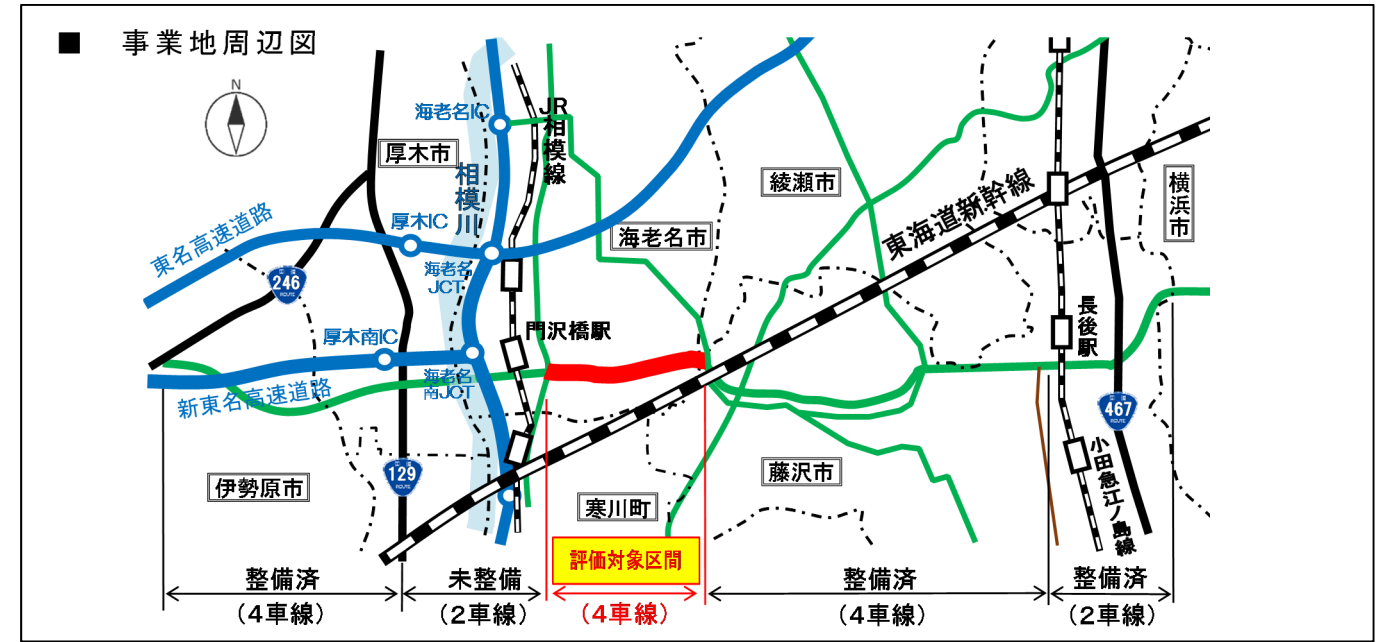 ■ 事業地周辺図
N
海老名IC
JR相模線
厚木市
相模川
綾瀬市
横浜市
東名高速道路
厚木IC
海老名市
東海道新幹線
246
ROUTE
海老名
JCT
長後駅
厚木南IC
門沢橋駅
新東名高速道路
海老名
南JCT
467
ROUTE
小田急江ノ島線
伊勢原市
129
ROUTE
寒川町
藤沢市
評価対象区間
整備済
(4車線)
未整備
(2車線)
(4車線)
整備済
(4車線)
整備済
(2車線)